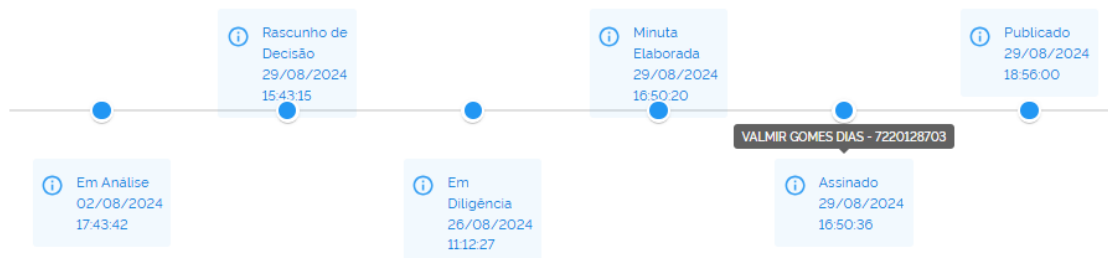 Em Análise
02/08/2024
17:43:42
Rascunho de
Decisão
29/08/2024
15:43:15
Em
Diligência
26/08/2024
11:12:27
Minuta
Elaborada
29/08/2024
16:50:20
VALMIR GOMES DIAS - 7220128703
Assinado
29/08/2024
16:50:36
Publicado
29/08/2024
18:56:00